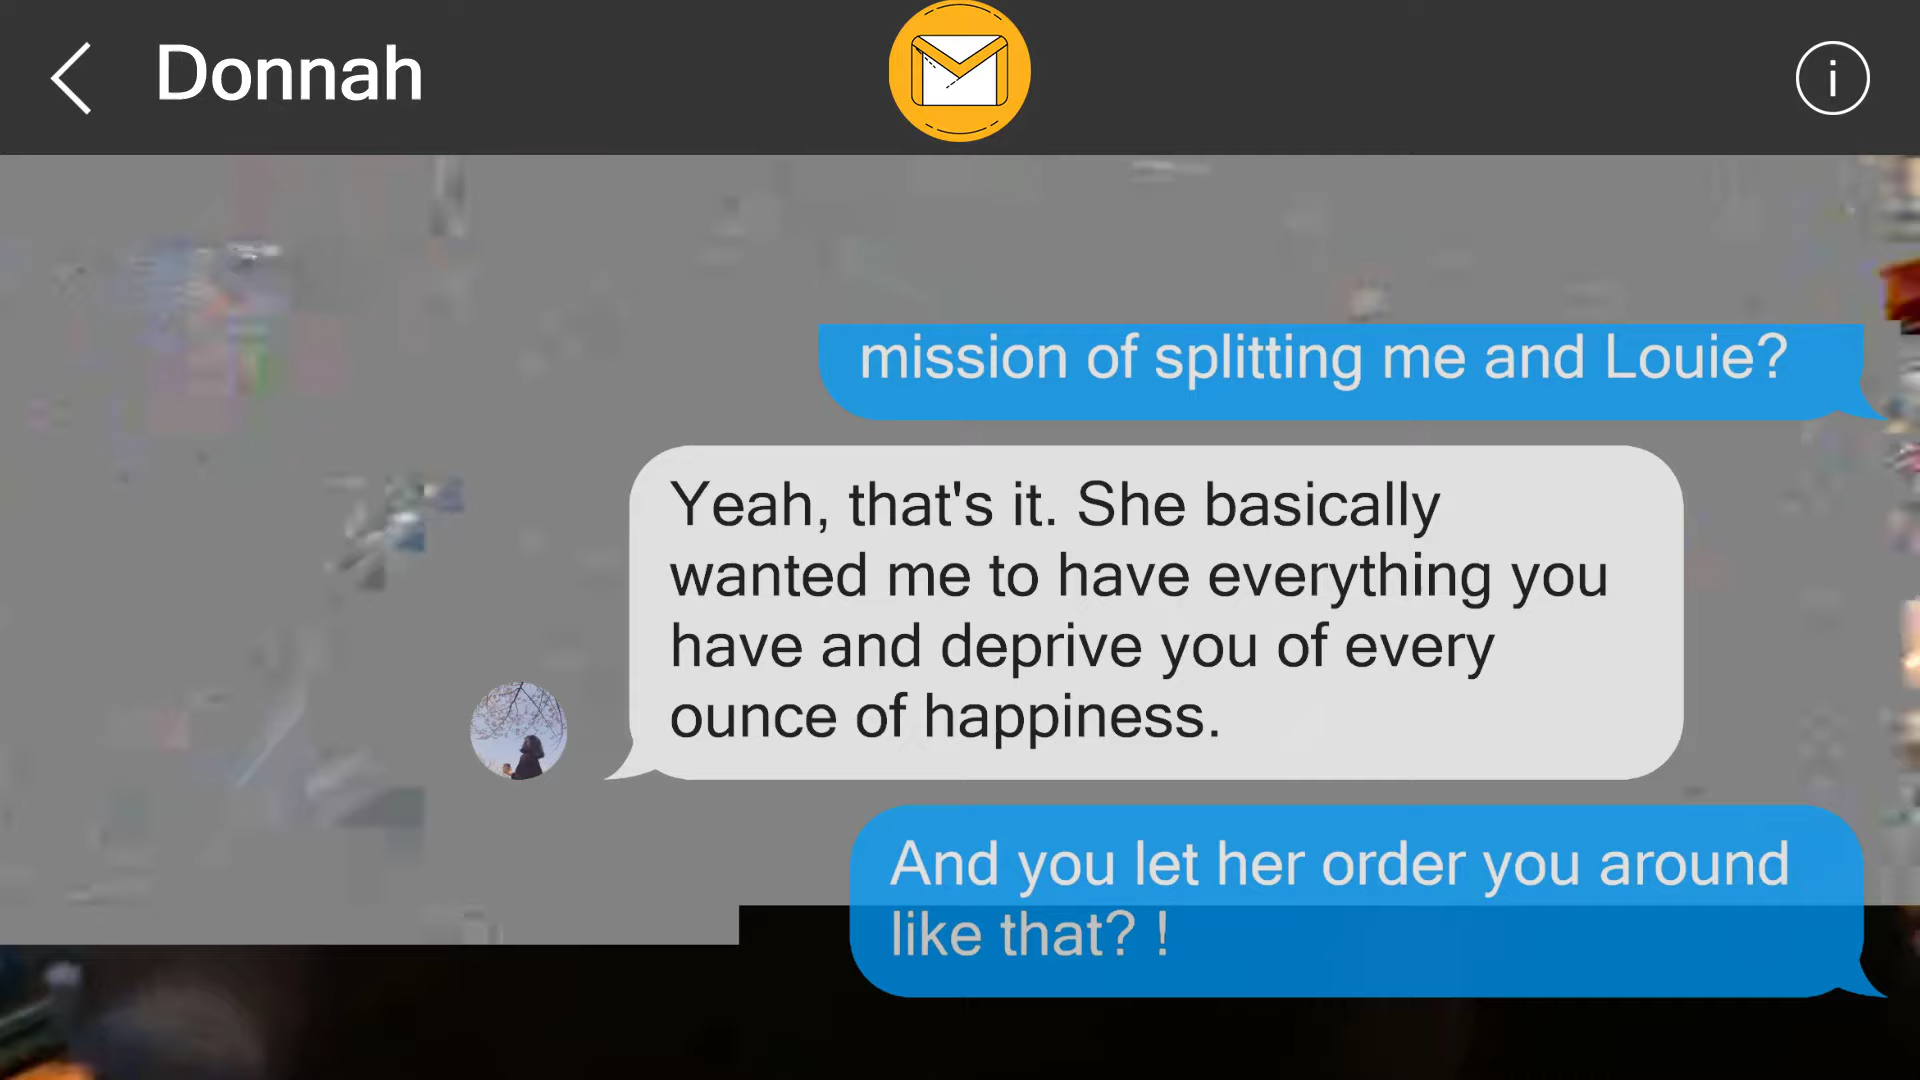 Donnah
mission of splitting me and Louie?
Yeah, that's it. She basically
wanted me to have everything you
have and deprive you of every
ounce of happiness.
And you let her order you around
like that? !